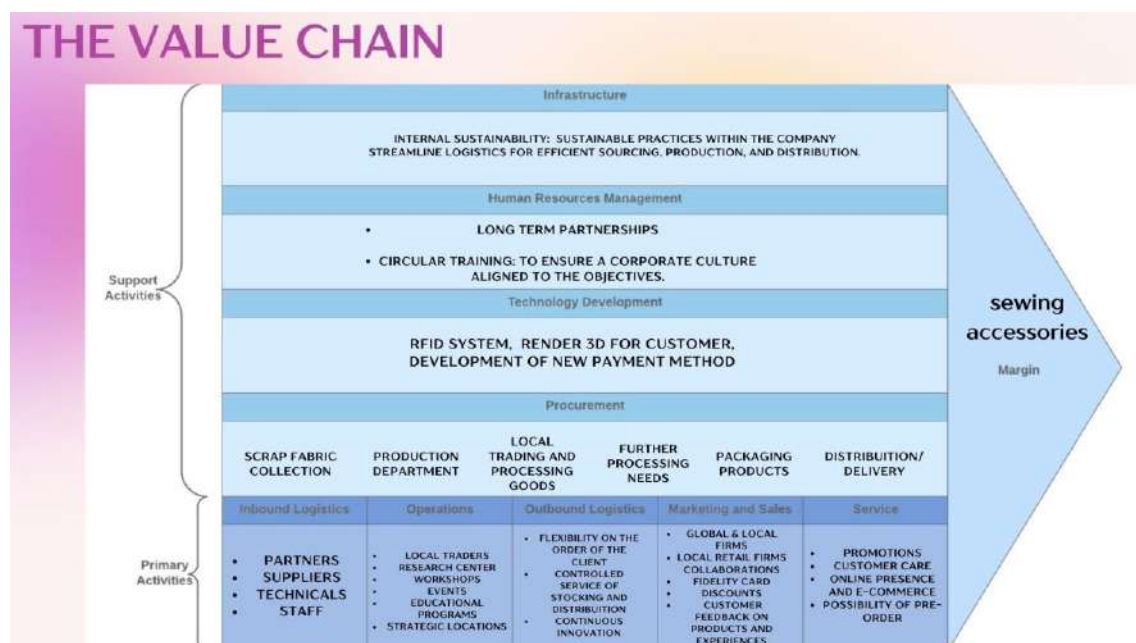 THE VALUE CHAIN
Infrastructure
INTERNAL SUSTAINABILITY: SUSTAINABLE PRACTICES WITHIN THE COMPANY
STREAMLINE LOGISTICS FOR EFFICIENT SOURCING, PRODUCTION, AND DISTRIBUTION.
Human Resources Management
• LONG TERM PARTNERSHIPS
• CIRCULAR TRAINING: TO ENSURE A CORPORATE CULTURE
ALIGNED TO THE OBJECTIVES.
Support
Activities
Technology Development
RFID SYSTEM, RENDER 3D FOR CUSTOMER,
DEVELOPMENT OF NEW PAYMENT METHOD
sewing
accessories
Margin
Procurement
SCRAP FABRIC
COLLECTION
PRODUCTION
DEPARTMENT
LOCAL
TRADING AND
PROCESSING
GOODS
FURTHER
PROCESSING
NEEDS
PACKAGING
PRODUCTS
DISTRIBUITION/
DELIVERY
Primary
Activities
Inbound Logistics
• PARTNERS
• SUPPLIERS
• TECHNICALS
• STAFF
Operations
• LOCAL TRADERS
• RESEARCH CENTER
• WORKSHOPS
• EVENTS
• EDUCATIONAL
PROGRAMS
• STRATEGIC LOCATIONS
Outbound Logistics
• FLEXIBILITY ON THE
ORDER OF THE
CLIENT
• CONTROLLED
SERVICE OF
STOCKING AND
DISTRIBUITION
• CONTINUOUS
INNOVATION
Marketing and Sales
• GLOBAL & LOCAL
FIRMS
• LOCAL RETAIL FIRMS
COLLABORATIONS
• FIDELITY CARD
• DISCOUNTS
• CUSTOMER
FEEDBACK ON
PRODUCTS AND
EXPERIENCES
Service
• PROMOTIONS
• CUSTOMER CARE
• ONLINE PRESENCE
AND E-COMMERCE
• POSSIBILITY OF PRE-
ORDER